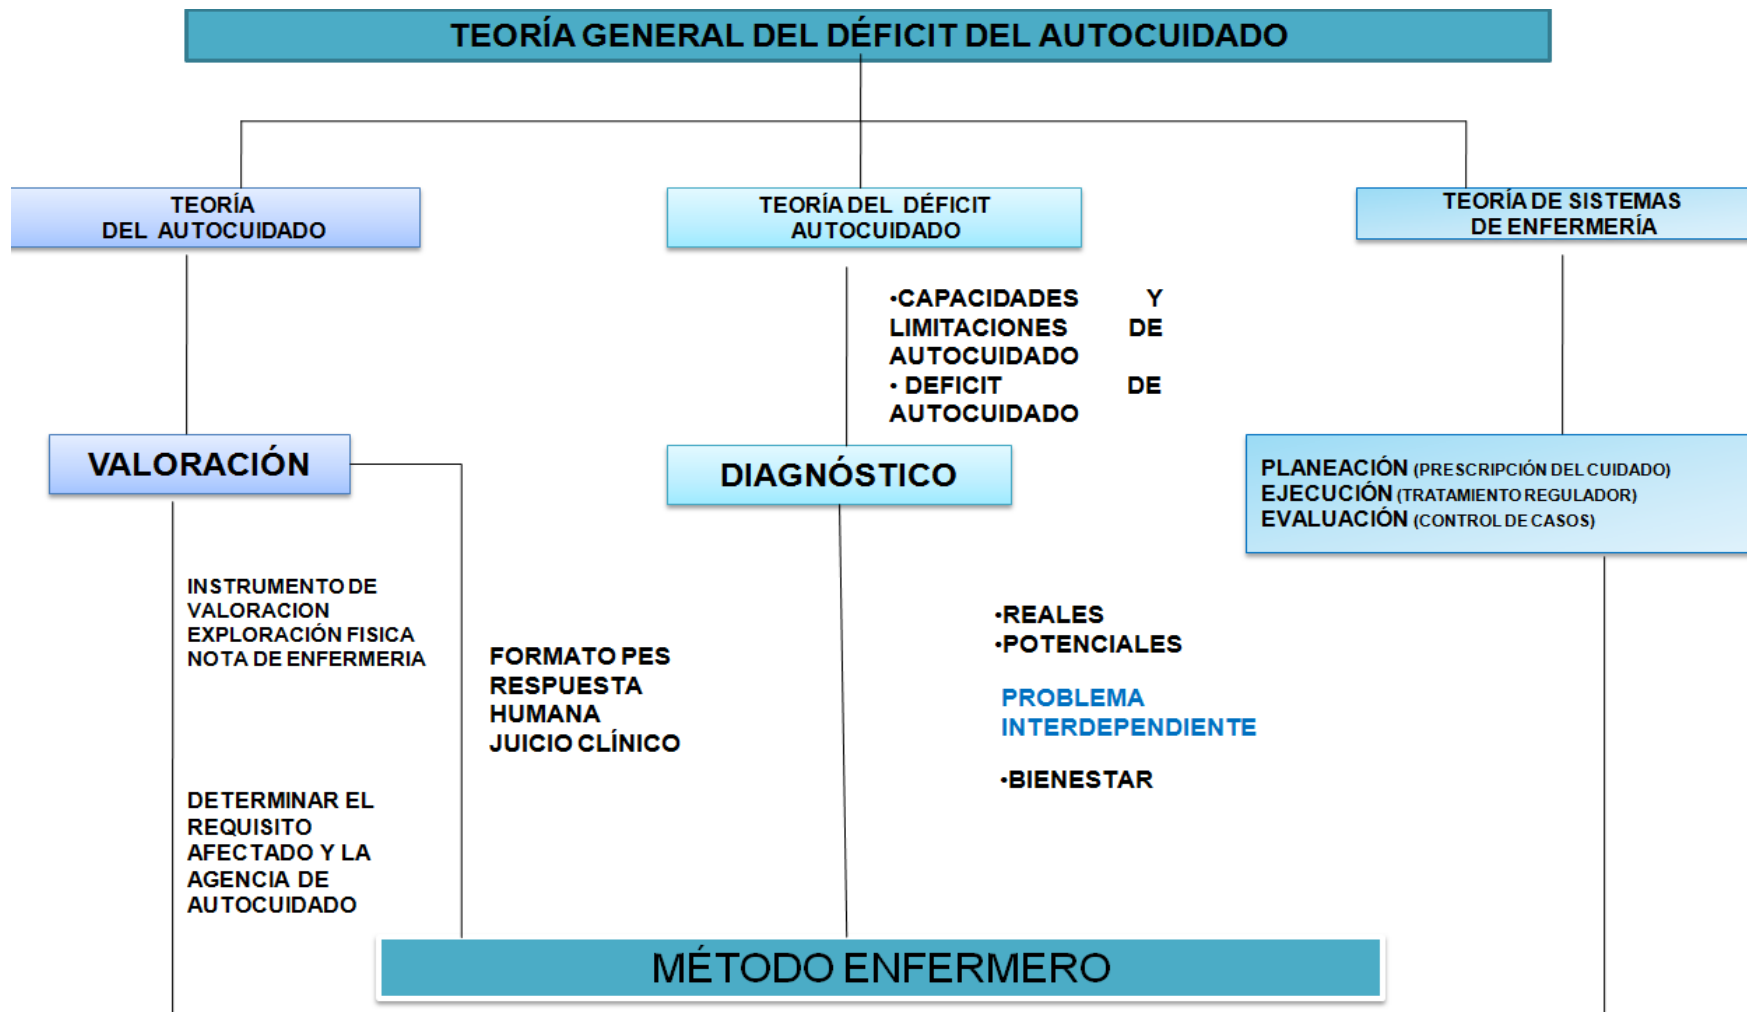 TEORÍA GENERAL DEL DÉFICIT DEL AUTOCUIDADO
TEORÍA
DEL AUTOCUIDADO
TEORÍA DEL DÉFICIT
AUTOCUIDADO
TEORÍA DE SISTEMAS
DE ENFERMERÍA
•CAPACIDADES Y
LIMITACIONES DE
AUTOCUIDADO
• DEFICIT DE
AUTOCUIDADO
VALORACIÓN
DIAGNÓSTICO
PLANEACIÓN (PRESCRIPCIÓN DEL CUIDADO)
EJECUCIÓN (TRATAMIENTO REGULADOR)
EVALUACIÓN (CONTROL DE CASOS)
INSTRUMENTO DE
VALORACION
EXPLORACIÓN FISICA
NOTA DE ENFERMERIA
FORMATO PES
RESPUESTA
HUMANA
JUICIO CLÍNICO
•REALES
•POTENCIALES
PROBLEMA
INTERDEPENDIENTE
•BIENESTAR
DETERMINAR EL
REQUISITO
AFECTADO Y LA
AGENCIA DE
AUTOCUIDADO
MÉTODO ENFERMERO